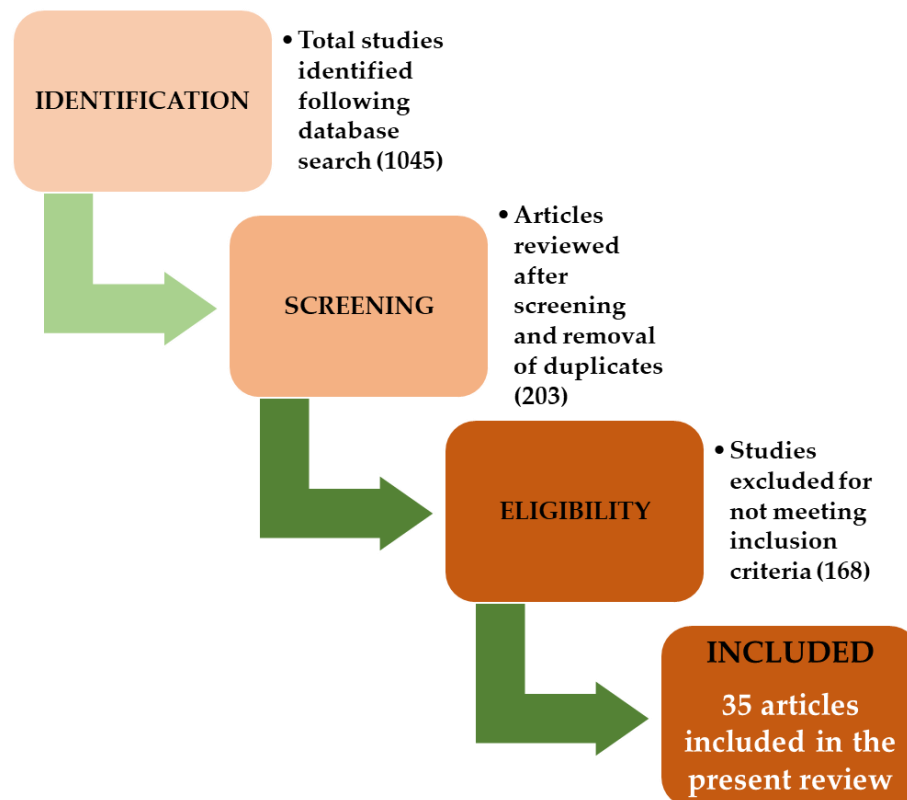 IDENTIFICATION
• Total studies
identified
following
database
search (1045)
SCREENING
• Articles
reviewed
after
screening
and removal
of duplicates
(203)
ELIGIBILITY
• Studies
excluded for
not meeting
inclusion
criteria (168)
INCLUDED
35 articles
included in the
present review